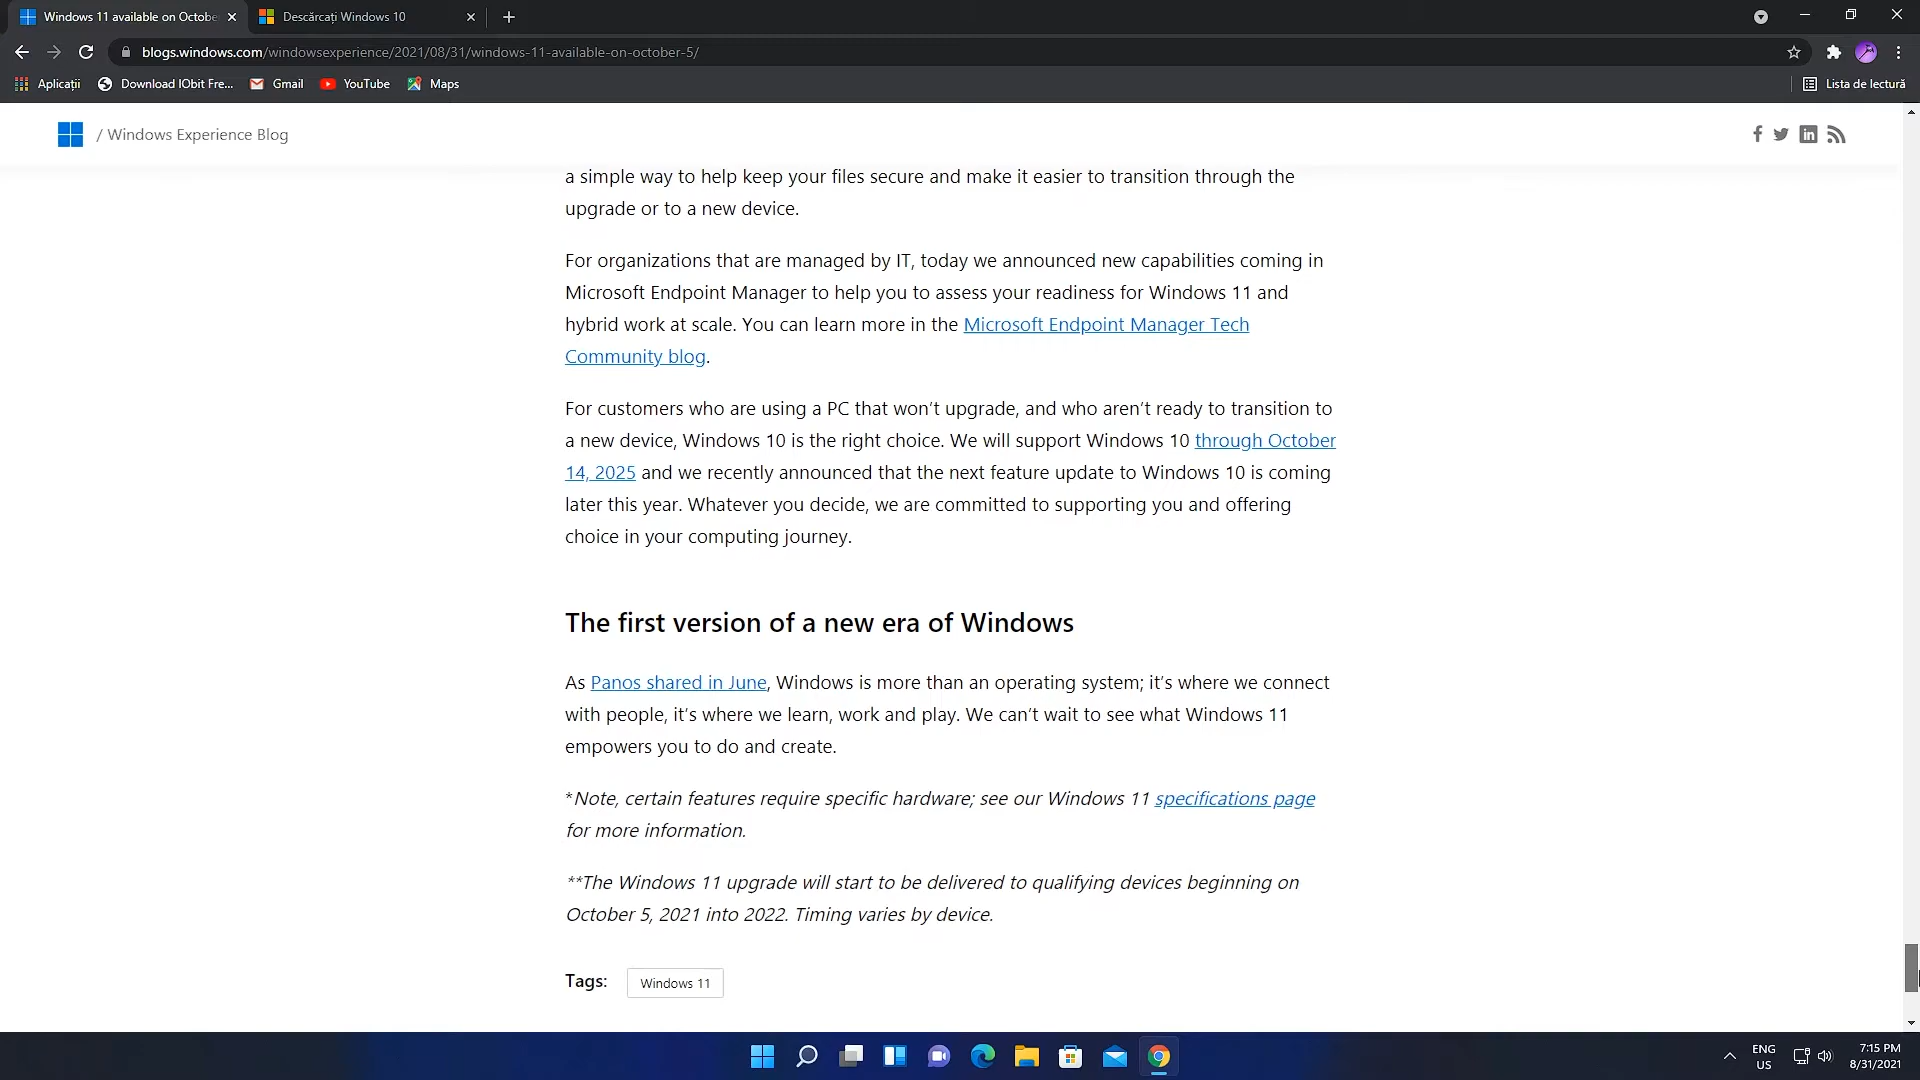 Windows 11 available on Octobe
Descărcați Windows 10
blogs.windows.com/windowsexperience/2021/08/31/windows-11-available-on-october-5/
Aplicații
Download IObit Fre...
Gmail
YouTube
Maps
Lista de lectură
/ Windows Experience Blog
a simple way to help keep your files secure and make it easier to transition through the
upgrade or to a new device.
For organizations that are managed by IT, today we announced new capabilities coming in
Microsoft Endpoint Manager to help you to assess your readiness for Windows 11 and
hybrid work at scale. You can learn more in the Microsoft Endpoint Manager Tech
Community blog.
For customers who are using a PC that won’t upgrade, and who aren’t ready to transition to
a new device, Windows 10 is the right choice. We will support Windows 10 through October
14, 2025 and we recently announced that the next feature update to Windows 10 is coming
later this year. Whatever you decide, we are committed to supporting you and offering
choice in your computing journey.
The first version of a new era of Windows
As Panos shared in June, Windows is more than an operating system; it’s where we connect
with people, it’s where we learn, work and play. We can’t wait to see what Windows 11
empowers you to do and create.
*Note, certain features require specific hardware; see our Windows 11 specifications page
for more information.
**The Windows 11 upgrade will start to be delivered to qualifying devices beginning on
October 5, 2021 into 2022. Timing varies by device.
Tags:
Windows 11
ENG
US
7:15 PM
8/31/2021